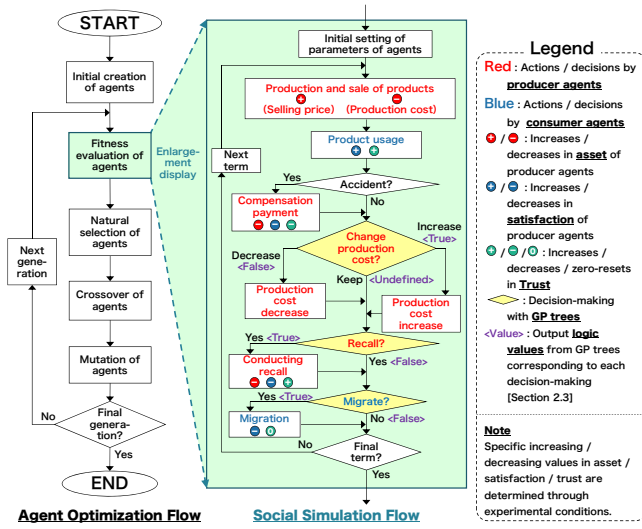 START
Initial creation
of agents
Fitness
evaluation of
agents
Natural
selection of
agents
Next
gene-
ration
Crossover of
agents
Mutation of
agents
No
Final
genera-
tion?
Yes
END
Agent Optimization Flow
Enlarge-
ment
display
Initial setting of
parameters of agents
Production and sale of products
+ −
(Selling price) (Production cost)
Product usage
+ +
Next
term
Yes
Accident?
No
Compensation
payment
− − −
Increase
<True>
Change
production
cost?
Decrease
<False>
Keep <Undefined>
Production
cost
decrease
Production
cost
increase
Yes <True>
Recall?
Yes <False>
Conducting
recall
− − +
Yes <True>
Migrate?
No <False>
Migration
− 0
No
Final
term?
Yes
Social Simulation Flow
Legend
Red : Actions / decisions by
producer agents
Blue : Actions / decisions
by consumer agents
+ / − : Increases /
decreases in asset of
producer agents
+ / − : Increases /
decreases in
satisfaction of
producer agents
+ / − / 0 : Increases /
decreases / zero-resets
in Trust
: Decision-making
with GP trees
<Value> : Output logic
values from GP trees
corresponding to each
decision-making
[Section 2.3]
Note
Specific increasing /
decreasing values in asset /
satisfaction / trust are
determined through
experimental conditions.